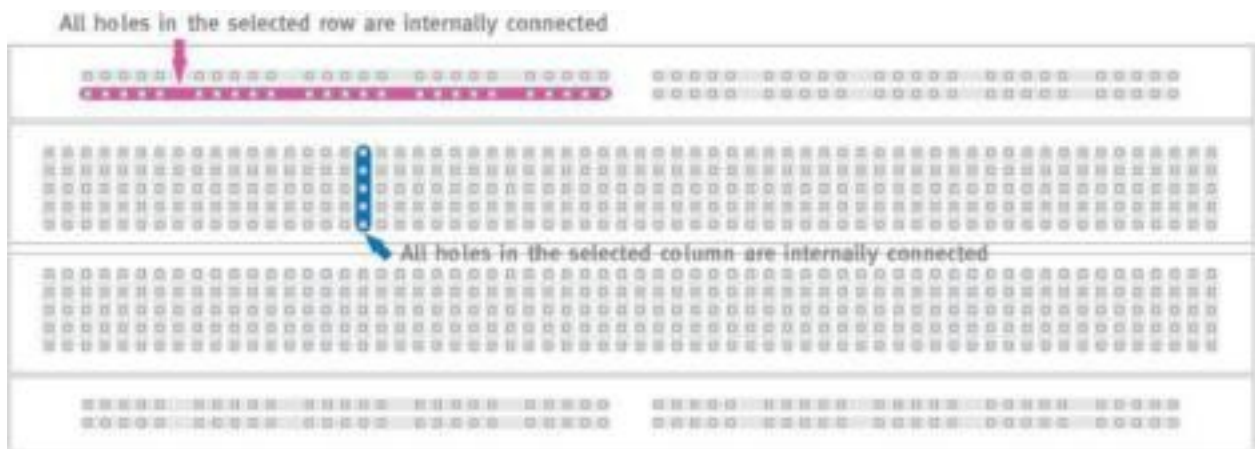 All holes in the selected row are internally connected
All holes in the selected column are internally connected